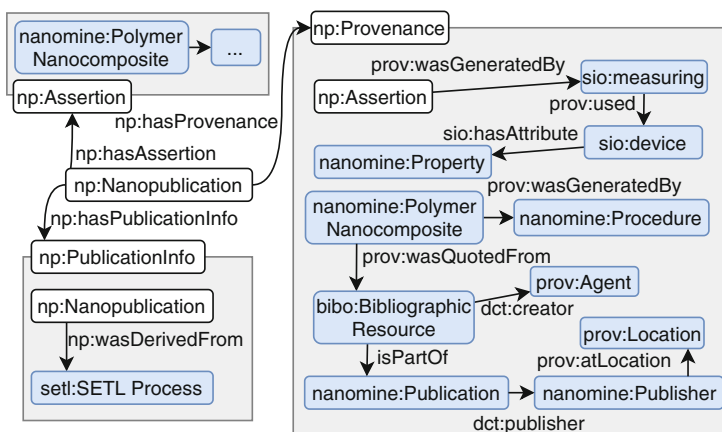 nanomine:Polymer
Nanocomposite
...
np:Assertion
np:hasProvenance
np:hasAssertion
np:Nanopublication
np:hasPublicationInfo
np:PublicationInfo
np:Nanopublication
np:wasDerivedFrom
setl:SETL Process
np:Provenance
prov:wasGeneratedBy
np:Assertion
sio:measuring
prov:used
sio:hasAttribute
sio:device
nanomine:Property
prov:wasGeneratedBy
nanomine:Polymer
Nanocomposite
nanomine:Procedure
prov:wasQuotedFrom
prov:Agent
bibo:Bibliographic
Resource
dct:creator
prov:Location
isPartOf
prov:atLocation
nanomine:Publication
nanomine:Publisher
dct:publisher